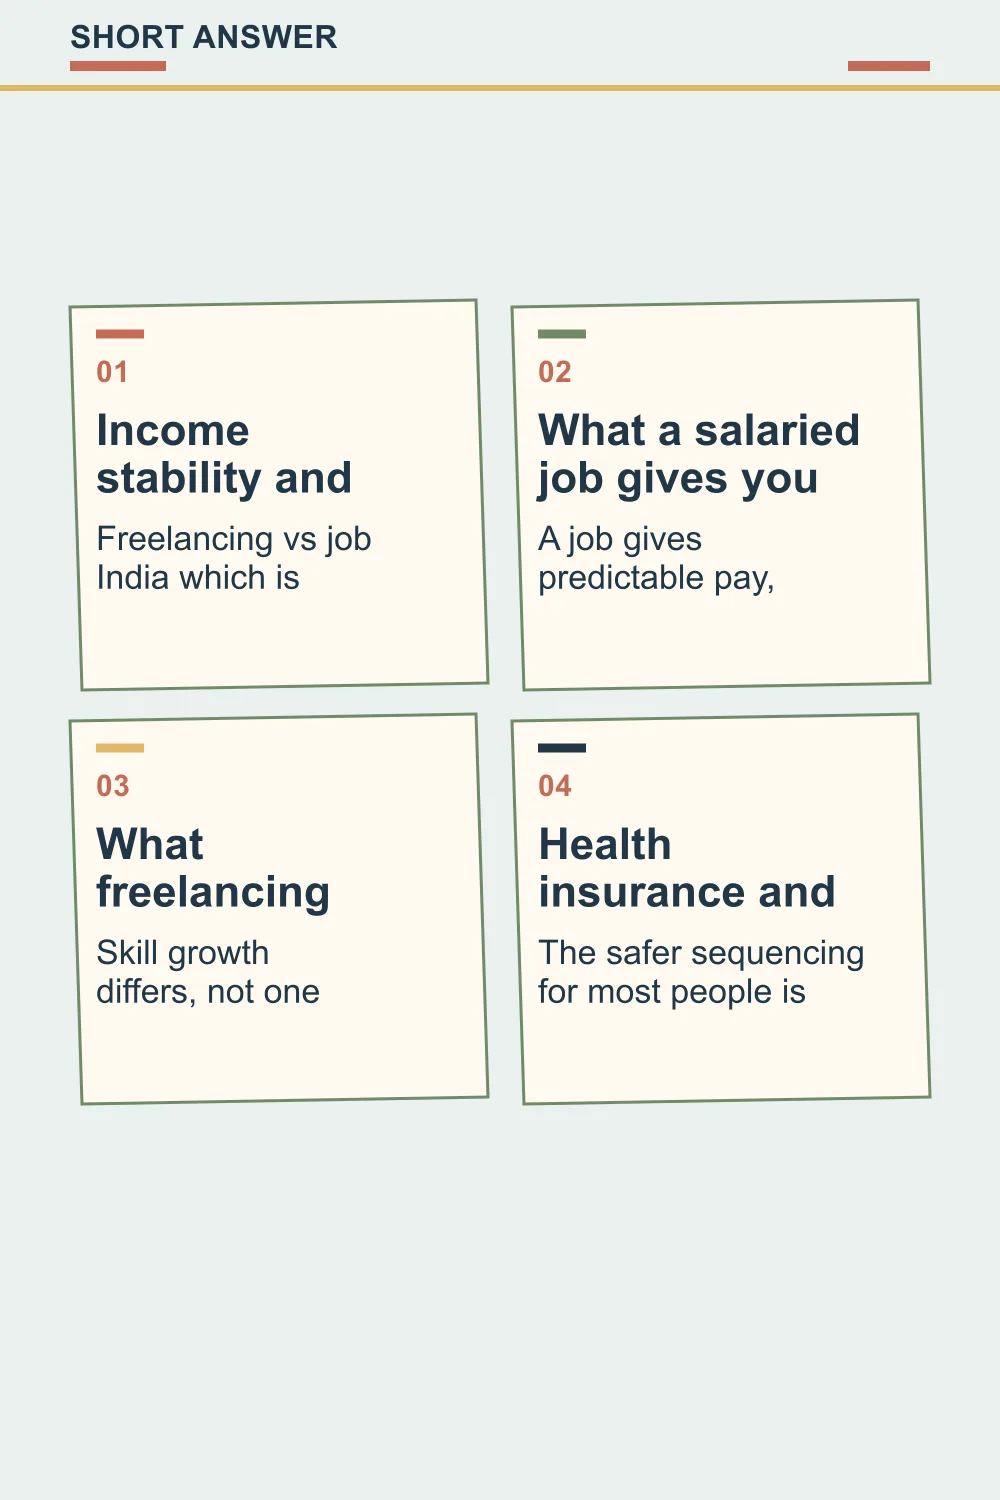 SHORT ANSWER
01
Income
stability and
Freelancing vs job
India which is
02
What a salaried
job gives you
A job gives
predictable pay,
03
What
freelancing
Skill growth
differs, not one
04
Health
insurance and
The safer sequencing
for most people is